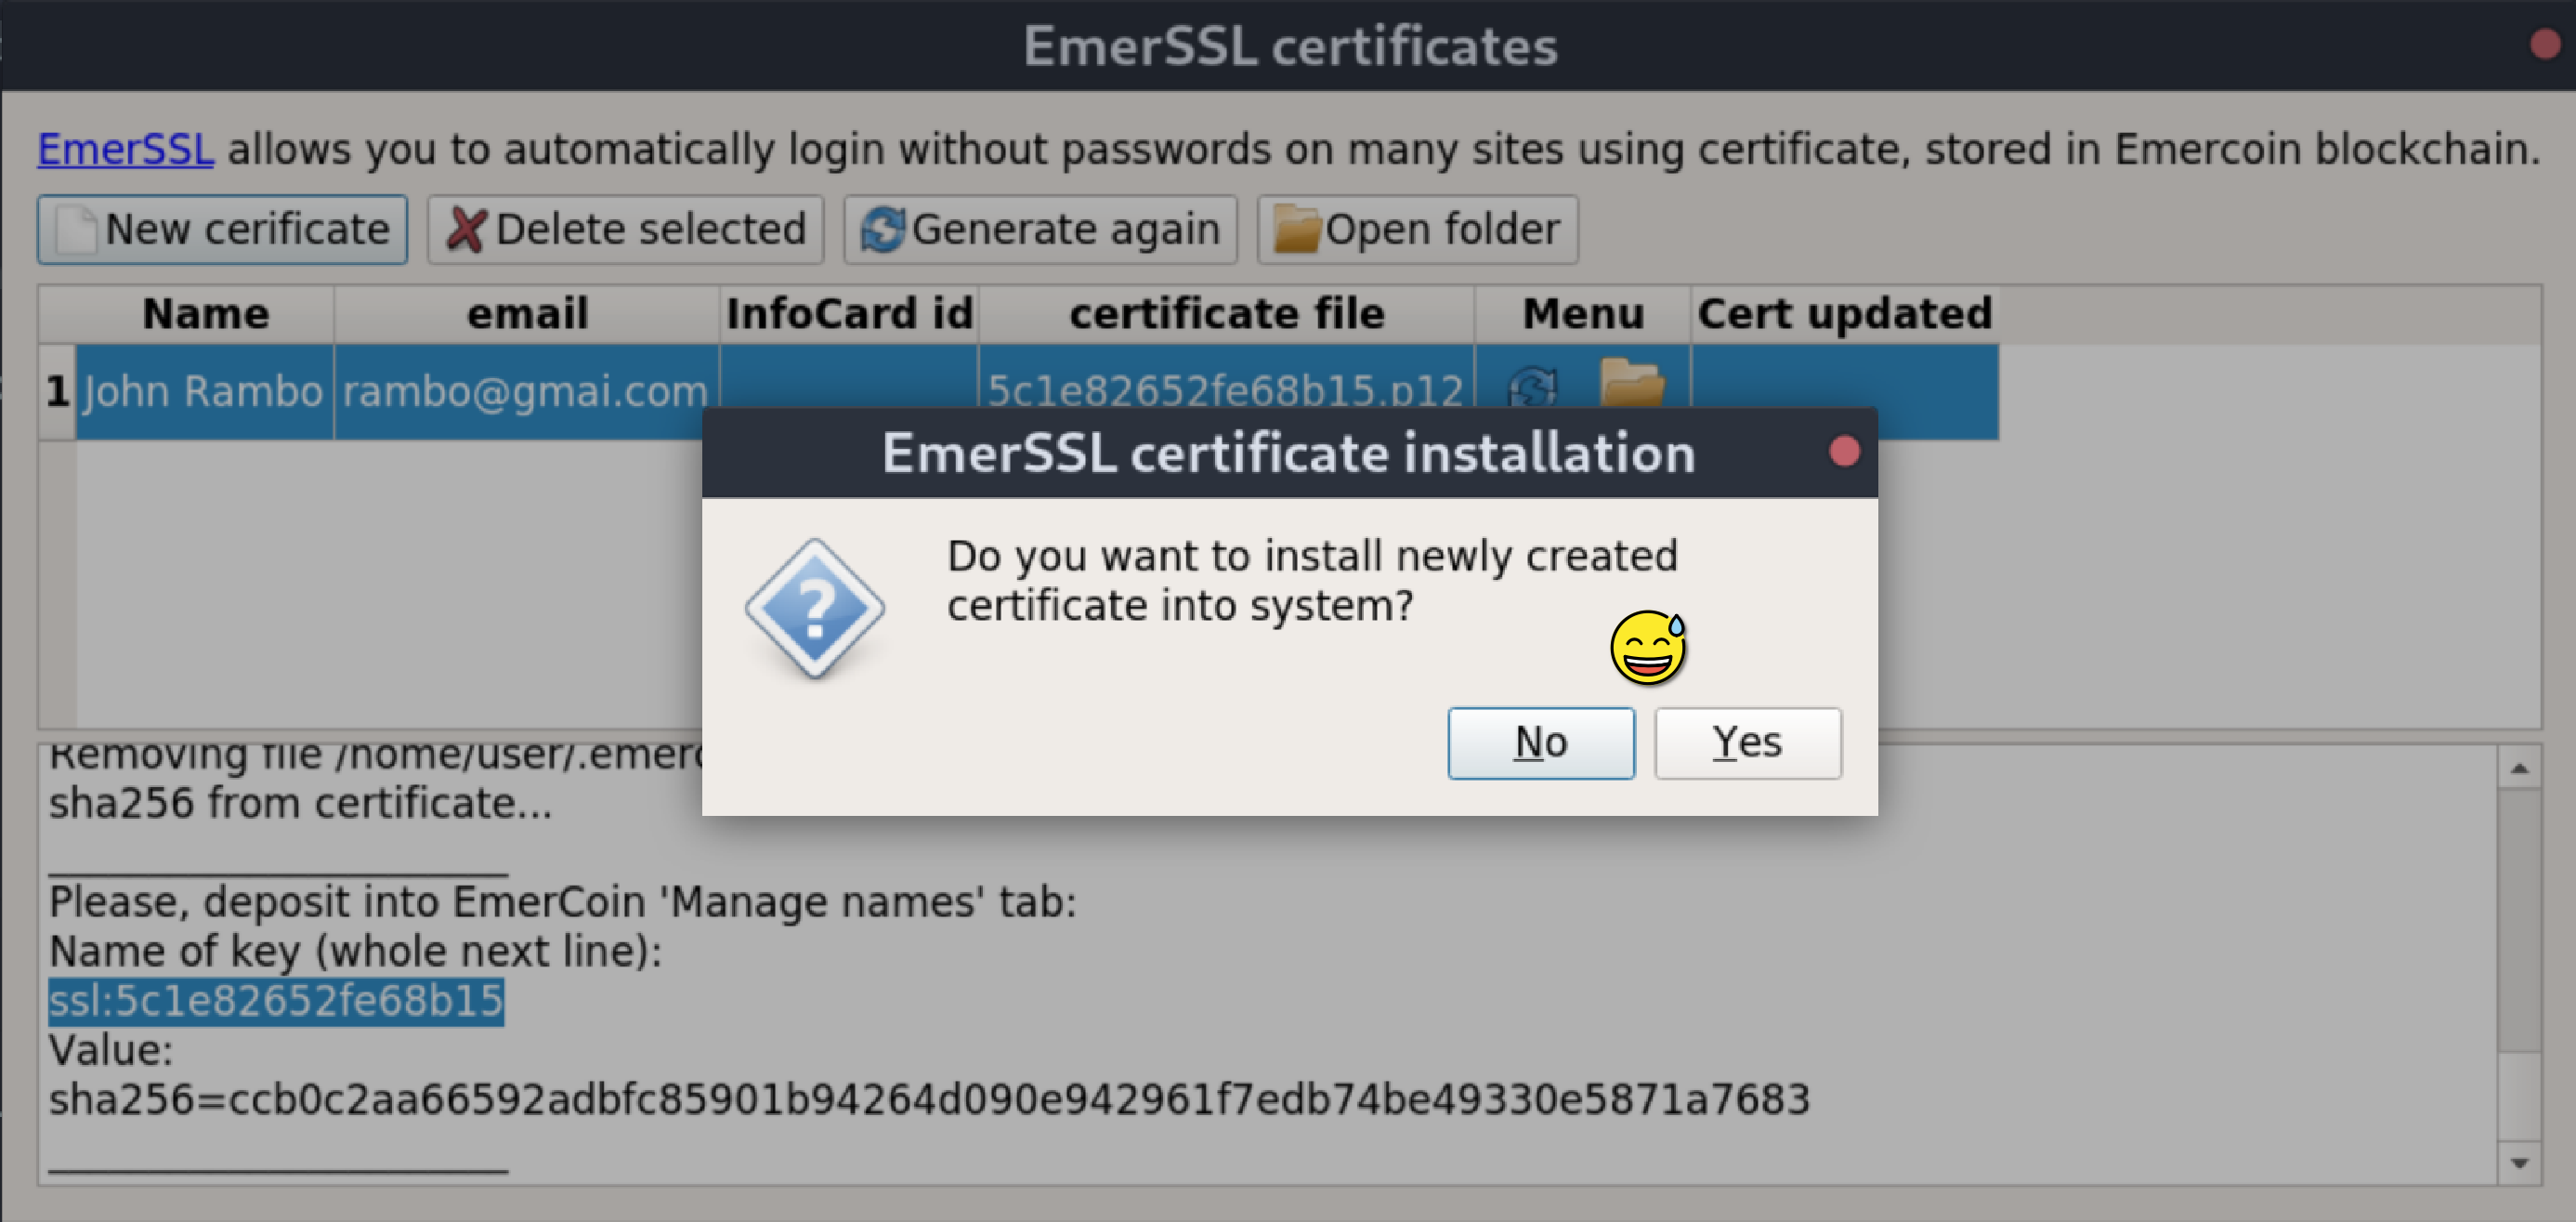 EmerSSL certificates
EmerSSL allows you to automatically login without passwords on many sites using certificate, stored in Emercoin blockchain.
New cerificate Delete selected Generate again Open folder
Name email InfoCard id certificate file Menu Cert updated
1 John Rambo rambo@gmai.com 5c1e82652fe68b15.p12
EmerSSL certificate installation
Do you want to install newly created
certificate into system?
No Yes
Removing file /home/user/.emerc
sha256 from certificate...
Please, deposit into EmerCoin 'Manage names' tab:
Name of key (whole next line):
ssl:5c1e82652fe68b15
Value:
sha256=ccb0c2aa66592adbfc85901b94264d090e942961f7edb74be49330e5871a7683